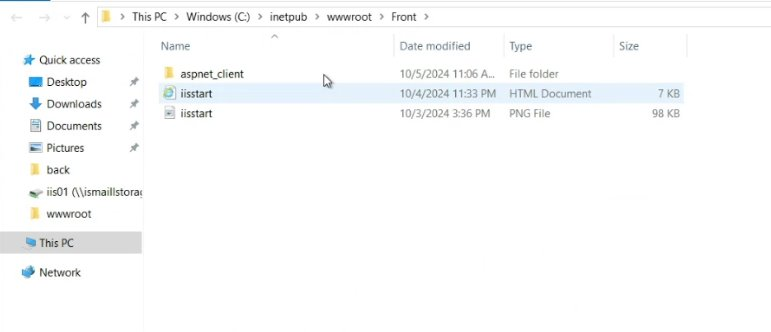 This PC > Windows (C:) > inetpub > wwwroot > Front >
Name Date modified Type Size
Quick access
Desktop
Downloads
Documents
Pictures
back
iis01 (\\ismaillstorag
wwwroot
This PC
Network
aspnet_client 10/5/2024 11:06 A... File folder
iisstart 10/4/2024 11:33 PM HTML Document 7 KB
iisstart 10/3/2024 3:36 PM PNG File 98 KB